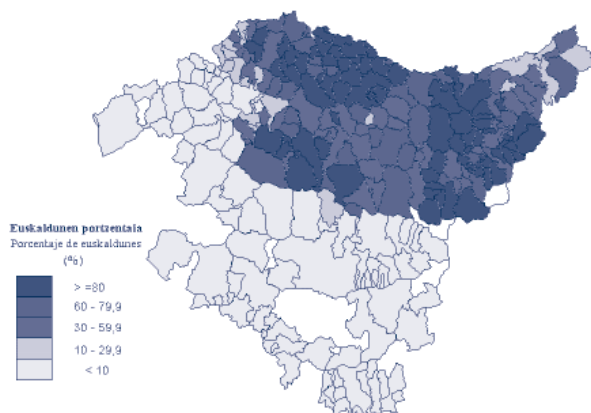 Euskaldunen portzentaia
Porcentaje de euskaldunes
(%)
> =80
60 - 79,9
30 - 59,9
10 - 29,9
< 10